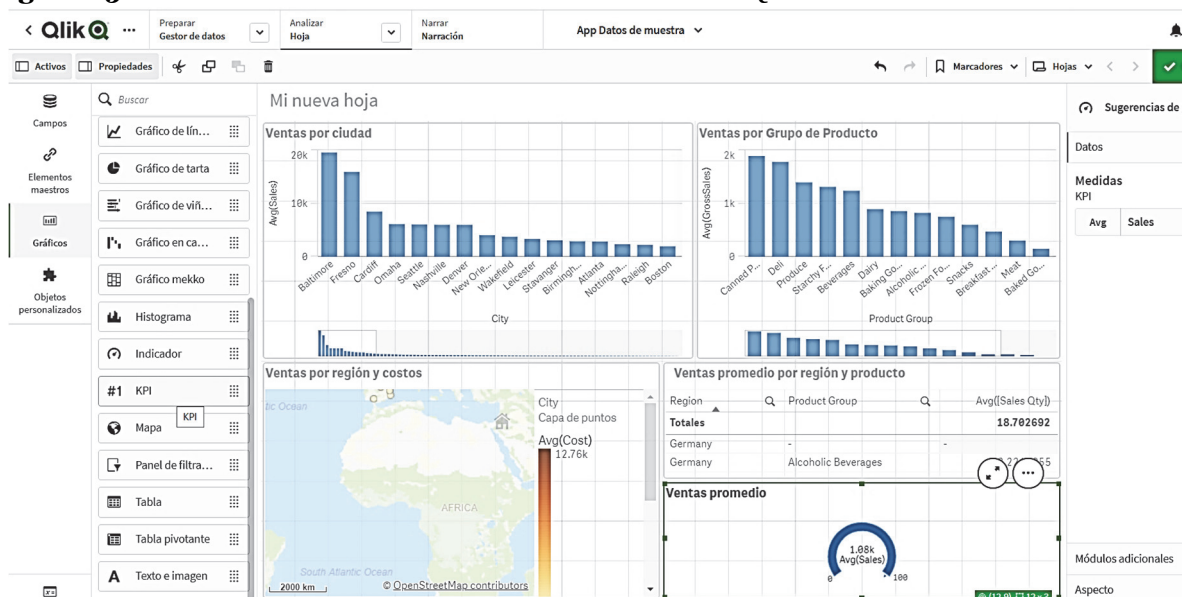 Qlik
Preparar
Gestor de datos
Analizar
Hoja
Narrar
Narración
App Datos de muestra
Activos
Propiedades
Marcadores
Hojas
Campos
Elementos
maestros
Gráficos
Objetos
personalizados
Buscar
Gráfico de lín...
Gráfico de tarta
Gráfico de viñ...
Gráfico en ca...
Gráfico mekko
Histograma
Indicador
#1 KPI
KPI
Mapa
Panel de filtra...
Tabla
Tabla pivotante
A Texto e imagen
Mi nueva hoja
Ventas por ciudad
Avg(Sales)
20k
10k
0
Baltimore
Fresno
Cardiff
Omaha
Seattle
Nashville
Denver
New Orle...
Wakefield
Leicester
Stavanger
Birmingh...
Atlanta
Nottingha...
Raleigh
Boston
City
Ventas por Grupo de Producto
Avg(GrossSales)
2k
1k
0
Canned P...
Deli
Produce
Starchy F...
Beverages
Dairy
Baking Go...
Alcoholic ...
Frozen Fo...
Snacks
Breakfast...
Meat
Baked Go...
Product Group
Ventas por región y costos
tic Ocean
AFRICA
South Atlantic Ocean
2000 km
© OpenStreetMap contributors
City
Capa de puntos
Avg(Cost)
12.76k
Ventas promedio por región y producto
Region Product Group Avg([Sales Qty])
Totales 18.702692
Germany - -
Germany Alcoholic Beverages
Ventas promedio
1.08k
Avg(Sales)
0 100
Sugerencias de
Datos
Medidas
KPI
Avg Sales
Módulos adicionales
Aspecto